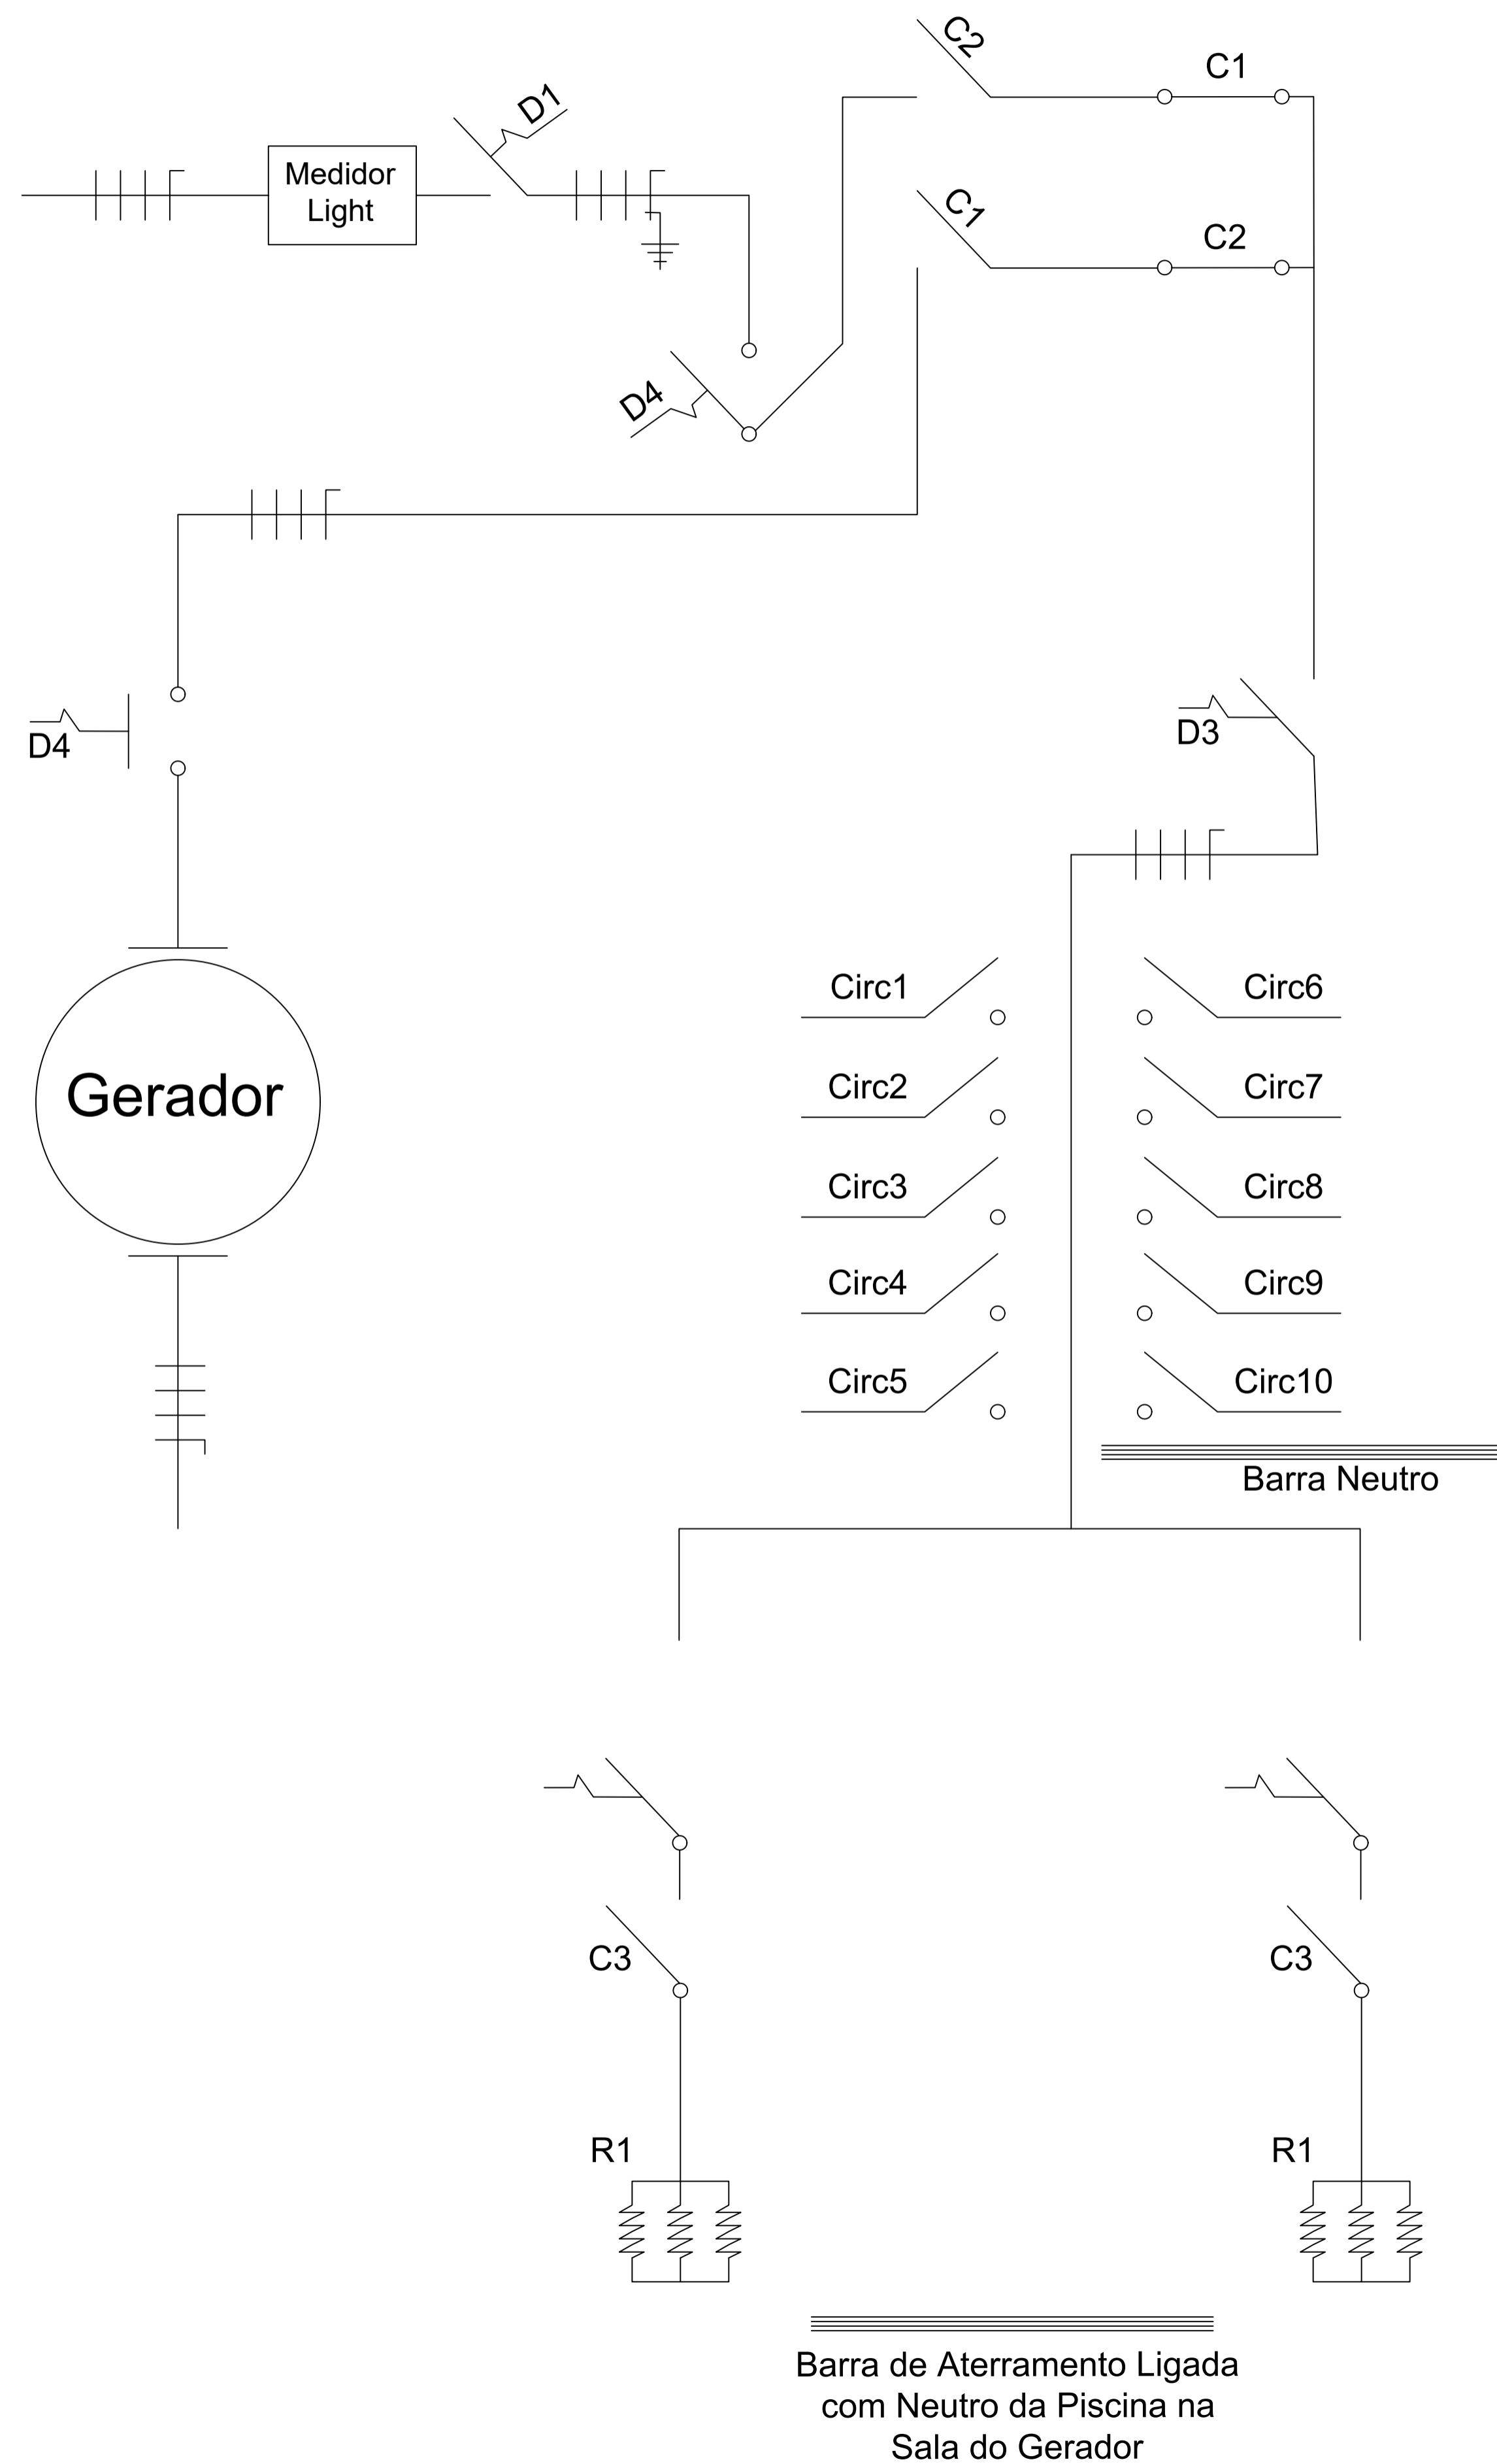 C2
C1
D1
Medidor
Light
C1
C2
D4
D4
D3
Gerador
Circ1
Circ6
Circ2
Circ7
Circ3
Circ8
Circ4
Circ9
Circ5
Circ10
Barra Neutro
C3
C3
R1
R1
Barra de Aterramento Ligada
com Neutro da Piscina na
Sala do Gerador